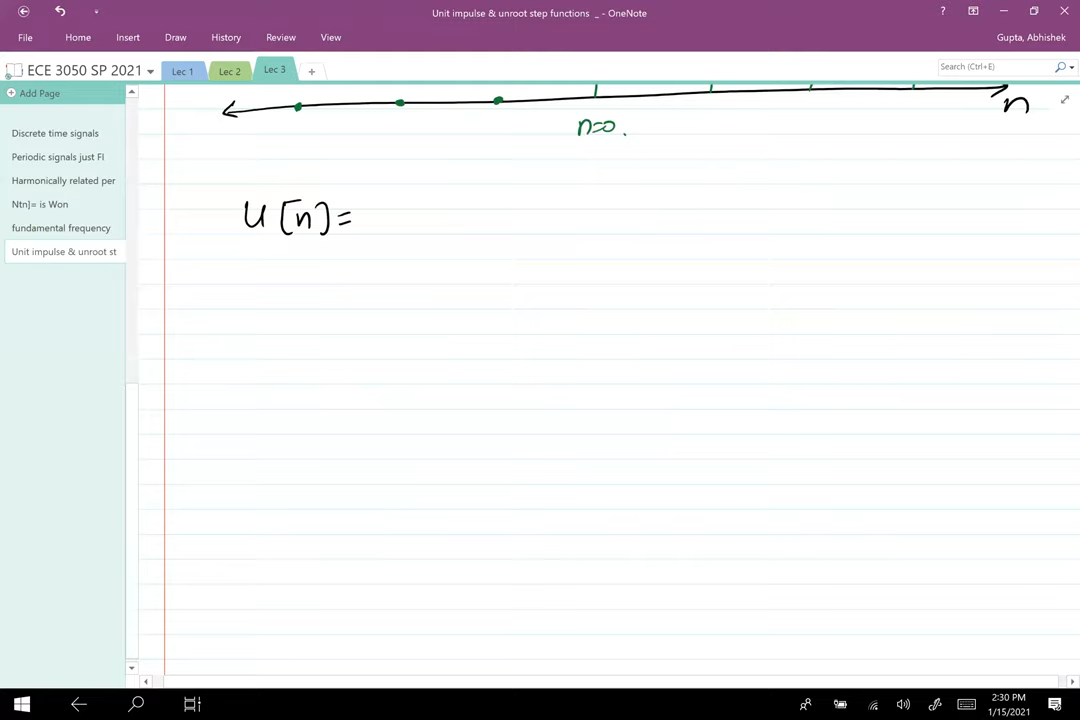 Unit impulse & unroot step functions _ - OneNote
?
File Home Insert Draw History Review View
Gupta, Abhishek
ECE 3050 SP 2021
Lec 1
Lec 2
Lec 3
+
Search (Ctrl+E)
Add Page
Discrete time signals
Periodic signals just FI
Harmonically related per
Ntn]= is Won
fundamental frequency
Unit impulse & unroot st
n
n=0.
u[n]=
2:30 PM
1/15/2021